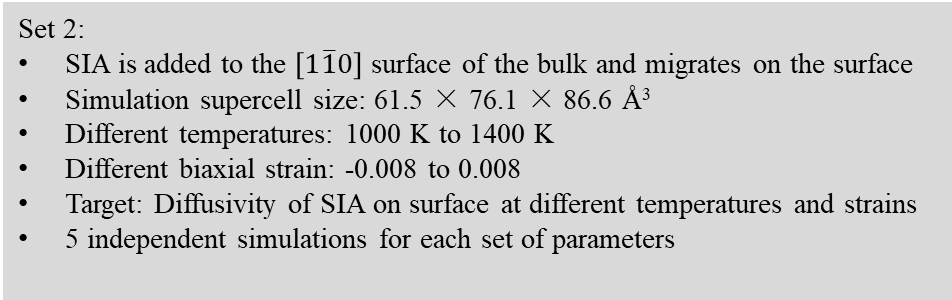 Set 2:
• SIA is added to the [11̅0] surface of the bulk and migrates on the surface
• Simulation supercell size: 61.5 × 76.1 × 86.6 Å³
• Different temperatures: 1000 K to 1400 K
• Different biaxial strain: -0.008 to 0.008
• Target: Diffusivity of SIA on surface at different temperatures and strains
• 5 independent simulations for each set of parameters